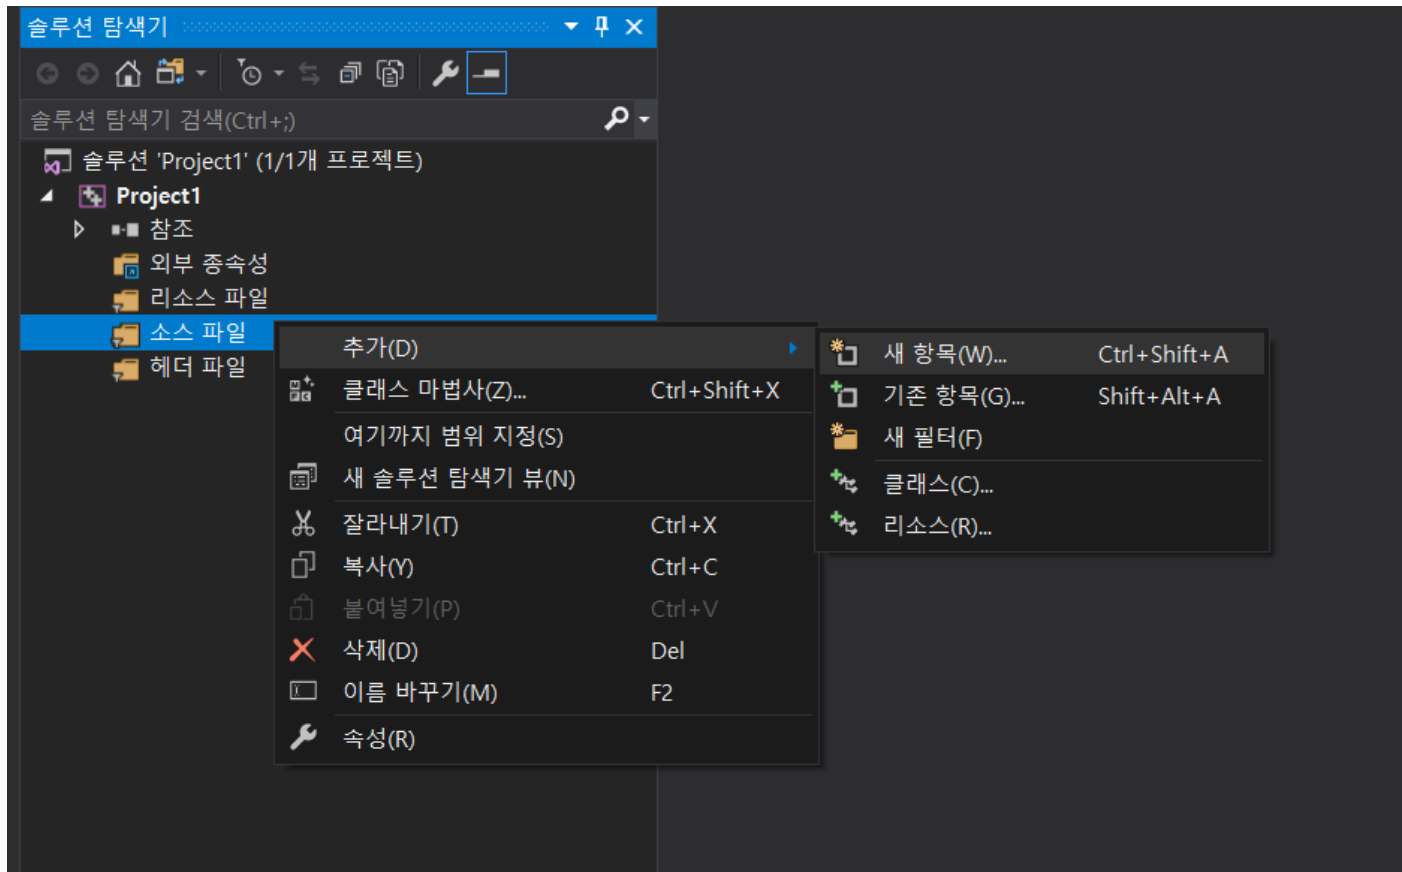 솔루션 탐색기
솔루션 탐색기 검색(Ctrl+;)
솔루션 'Project1' (1/1개 프로젝트)
Project1
참조
외부 종속성
리소스 파일
소스 파일
헤더 파일
추가(D)
클래스 마법사(Z)... Ctrl+Shift+X
여기까지 범위 지정(S)
새 솔루션 탐색기 뷰(N)
잘라내기(T) Ctrl+X
복사(Y) Ctrl+C
붙여넣기(P) Ctrl+V
삭제(D) Del
이름 바꾸기(M) F2
속성(R)
새 항목(W)... Ctrl+Shift+A
기존 항목(G)... Shift+Alt+A
새 필터(F)
클래스(C)...
리소스(R)...